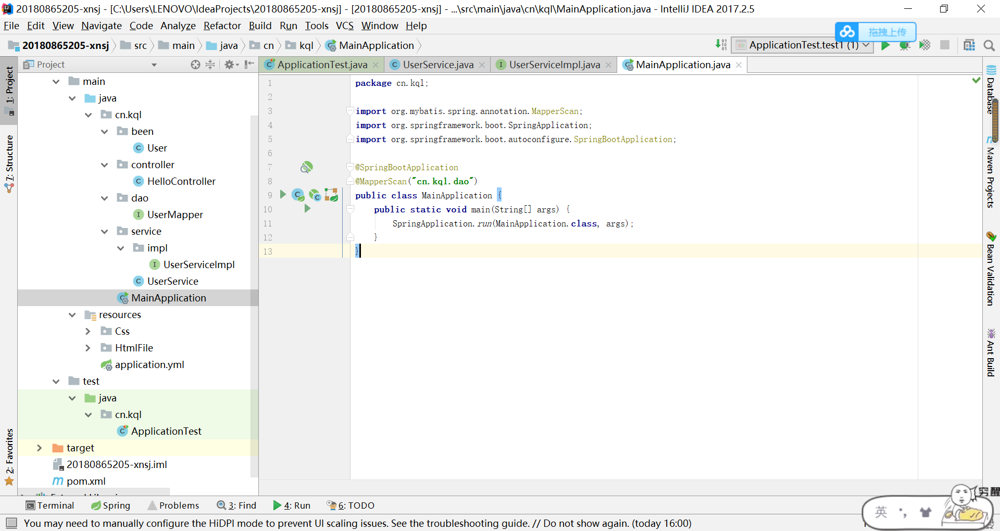 20180865205-xnsj - [C:\Users\LENOVO\IdeaProjects\20180865205-xnsj] - [20180865205-xnsj] - ...\src\main\java\cn\kql\MainApplication.java - IntelliJ IDEA 2017.2.5
File Edit View Navigate Code Analyze Refactor Build Run Tools VCS Window Help
拖拽上传
20180865205-xnsj src main java cn kql MainApplication
ApplicationTest.test1 (1)
Project
ApplicationTest.java UserService.java UserServiceImpl.java MainApplication.java
1: Project
7: Structure
2: Favorites
main
java
cn.kql
been
User
controller
HelloController
dao
UserMapper
service
impl
UserServiceImpl
UserService
MainApplication
resources
Css
HtmlFile
application.yml
test
java
cn.kql
ApplicationTest
target
20180865205-xnsj.iml
pom.xml
1 package cn.kql;
2
3 import org.mybatis.spring.annotation.MapperScan;
4 import org.springframework.boot.SpringApplication;
5 import org.springframework.boot.autoconfigure.SpringBootApplication;
6
7 @SpringBootApplication
8 @MapperScan("cn.kql.dao")
9 public class MainApplication {
10 public static void main(String[] args) {
11 SpringApplication.run(MainApplication.class, args);
12 }
13 }
Database
Maven Projects
Bean Validation
Ant Build
Terminal Spring Problems 3: Find 4: Run 6: TODO
You may need to manually configure the HiDPI mode to prevent UI scaling issues. See the troubleshooting guide. // Do not show again. (today 16:00)
穷醒
英